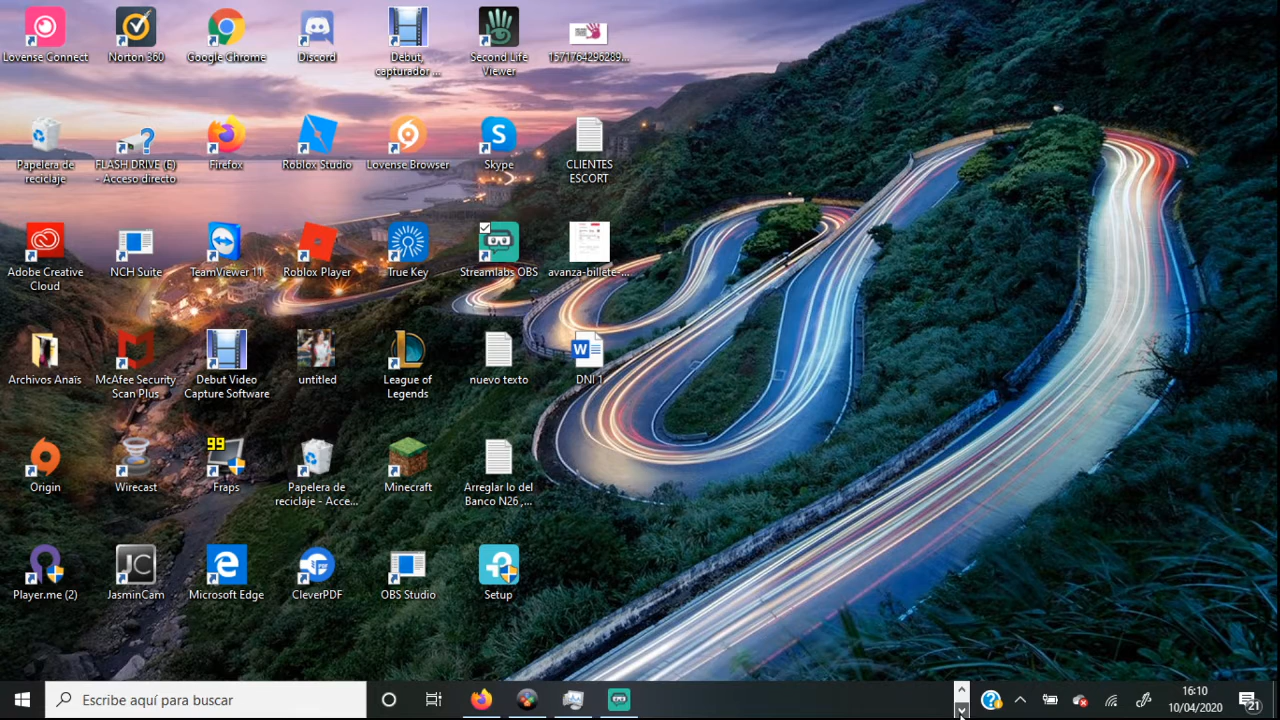 Lovense Connect
Norton 360
Google Chrome
Discord
Debut,
capturador ...
Second Life
Viewer
1571764296289...
Papelera de
reciclaje
FLASH DRIVE (E)
- Acceso directo
Firefox
Roblox Studio
Lovense Browser
Skype
CLIENTES
ESCORT
Adobe Creative
Cloud
NCH Suite
TeamViewer 11
Roblox Player
True Key
Streamlabs OBS
avanza-billete-...
Archivos Anaïs
McAfee Security
Scan Plus
Debut Video
Capture Software
untitled
League of
Legends
nuevo texto
DNI 1
Origin
Wirecast
99
Fraps
Papelera de
reciclaje - Acce...
Minecraft
Arreglar lo del
Banco N26 ,...
Player.me (2)
JC
JasminCam
Microsoft Edge
CleverPDF
OBS Studio
Setup
Escribe aquí para buscar
16:10
10/04/2020
21